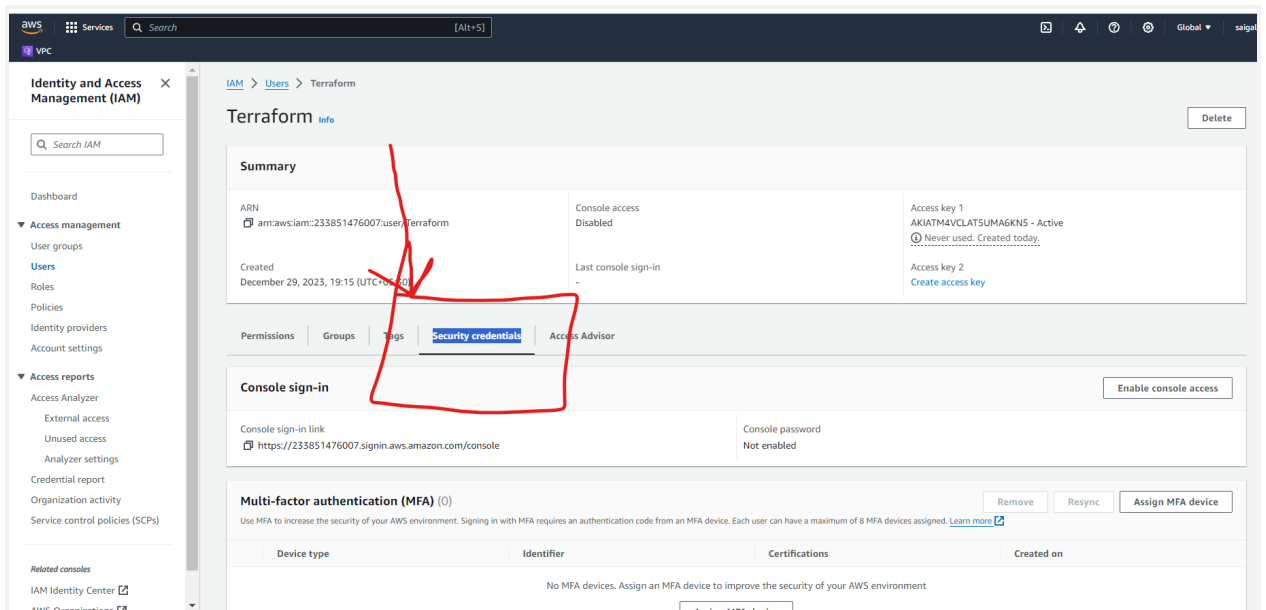 aws Services Search [Alt+S] Global ▼ saigal
VPC
Identity and Access Management (IAM)
Search IAM
Dashboard
Access management
User groups
Users
Roles
Policies
Identity providers
Account settings
Access reports
Access Analyzer
External access
Unused access
Analyzer settings
Credential report
Organization activity
Service control policies (SCPs)
Related consoles
IAM Identity Center
AWS Organizations
IAM > Users > Terraform
Terraform Info
Delete
Summary
ARN
arn:aws:iam::233851476007:user/Terraform
Console access
Disabled
Access key 1
AKIATM4VCLAT5UMA6KN5 - Active
Never used. Created today.
Created
December 29, 2023, 19:15 (UTC+05:30)
Last console sign-in
-
Access key 2
Create access key
Permissions Groups Tags Security credentials Access Advisor
Console sign-in
Enable console access
Console sign-in link
https://233851476007.signin.aws.amazon.com/console
Console password
Not enabled
Multi-factor authentication (MFA) (0)
Remove Resync Assign MFA device
Use MFA to increase the security of your AWS environment. Signing in with MFA requires an authentication code from an MFA device. Each user can have a maximum of 8 MFA devices assigned. Learn more
Device type Identifier Certifications Created on
No MFA devices. Assign an MFA device to improve the security of your AWS environment